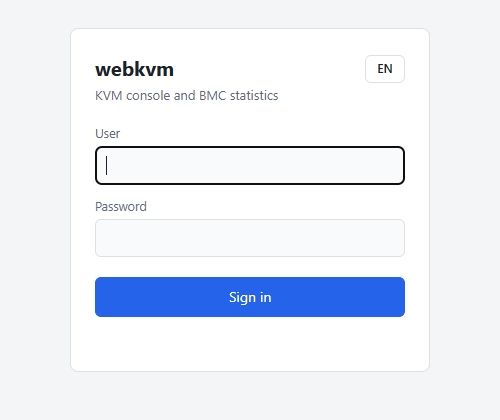 webkvm
EN
KVM console and BMC statistics
User
Password
Sign in